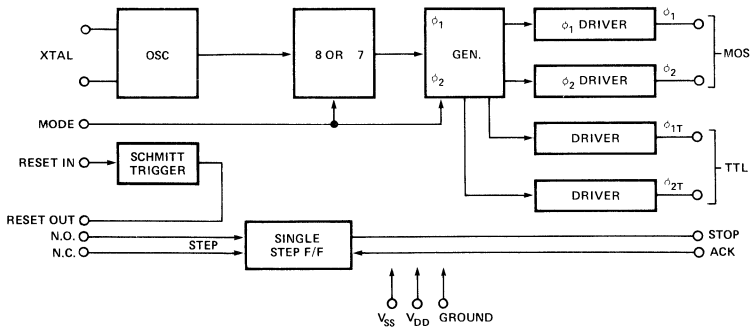 XTAL
OSC
8 OR 7
ϕ1
GEN.
ϕ2
ϕ1 DRIVER
ϕ1
ϕ2 DRIVER
ϕ2
MOS
MODE
DRIVER
ϕ1T
DRIVER
ϕ2T
TTL
RESET IN
SCHMITT
TRIGGER
RESET OUT
N.O.
N.C.
STEP
SINGLE
STEP F/F
STOP
ACK
VSS
VDD
GROUND